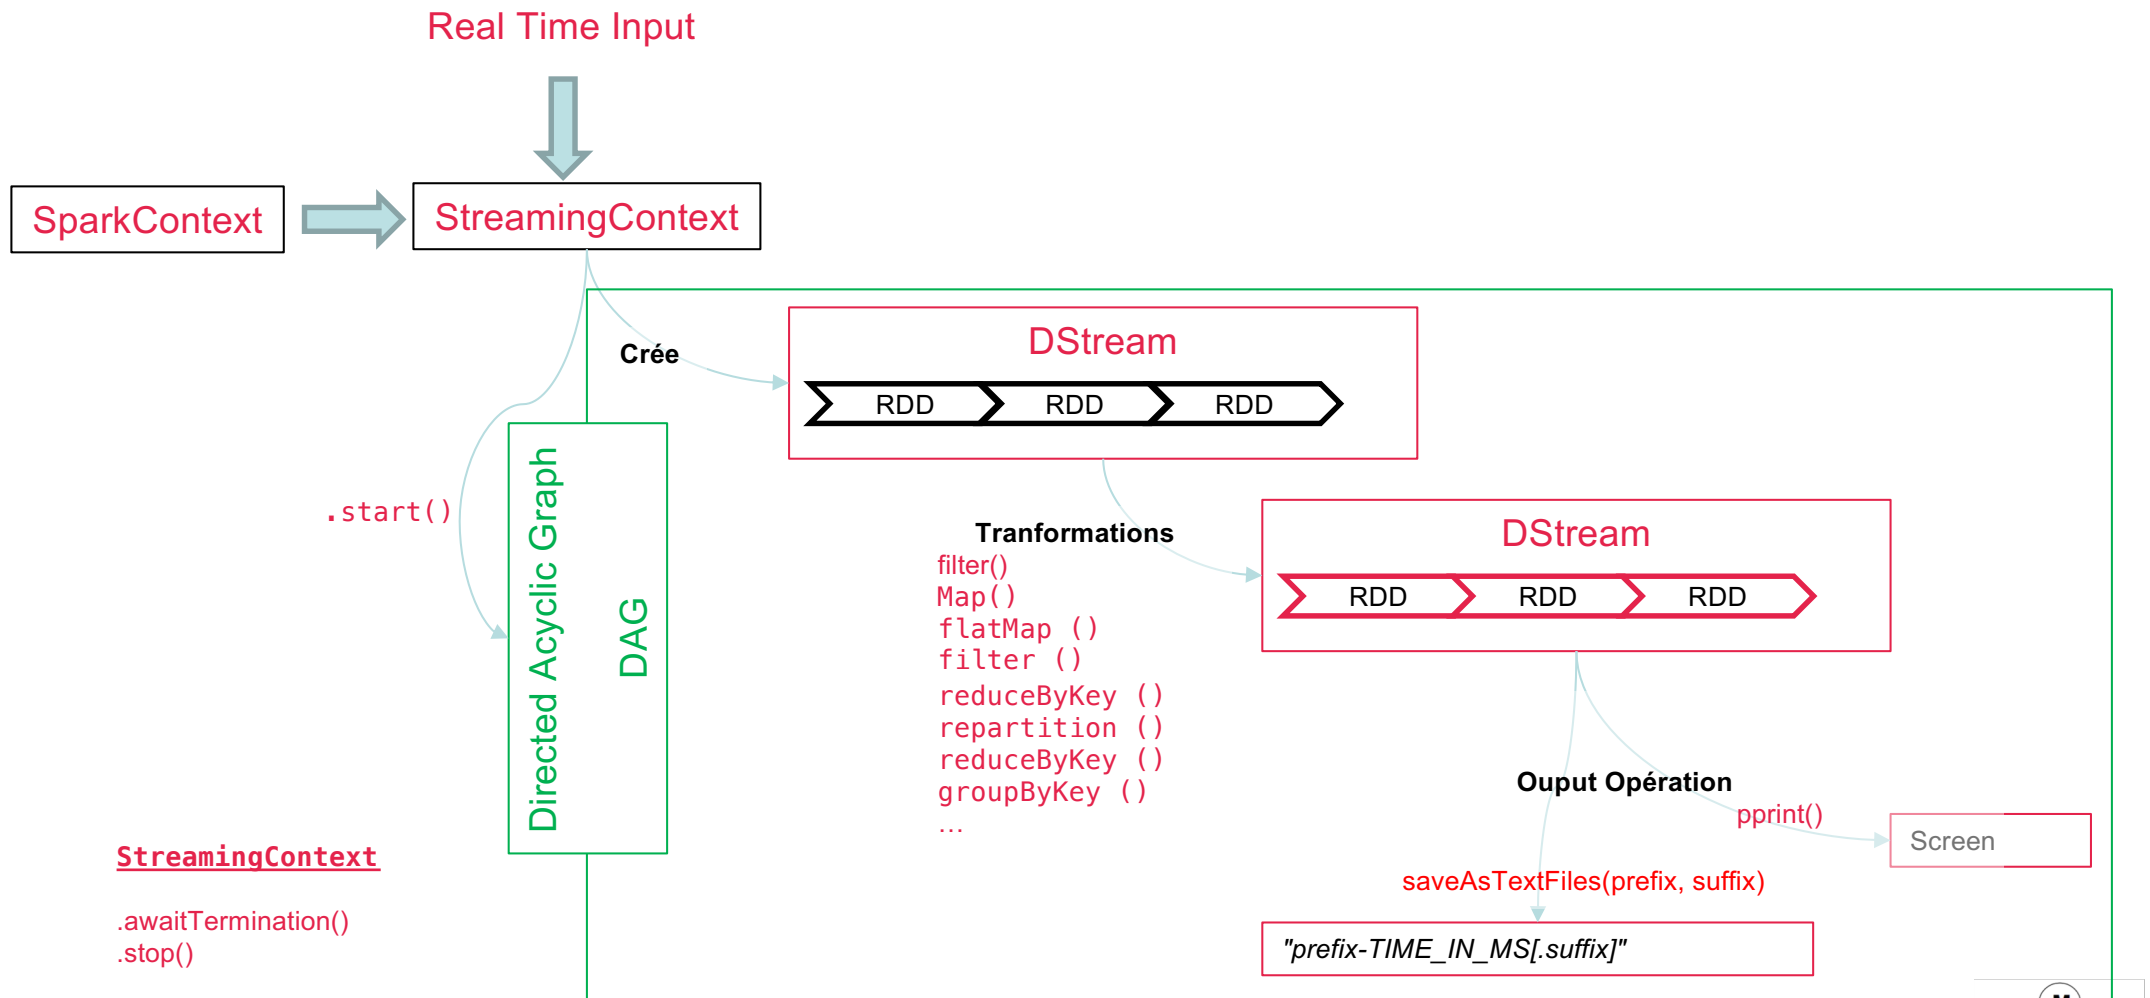 Real Time Input
SparkContext
StreamingContext
Crée
DStream
RDD RDD RDD
.start()
Directed Acyclic Graph
DAG
Tranformations
filter()
Map()
flatMap ()
filter ()
reduceByKey ()
repartition ()
reduceByKey ()
groupByKey ()
...
DStream
RDD RDD RDD
Ouput Opération
pprint()
Screen
saveAsTextFiles(prefix, suffix)
"prefix-TIME_IN_MS[.suffix]"
StreamingContext
.awaitTermination()
.stop()